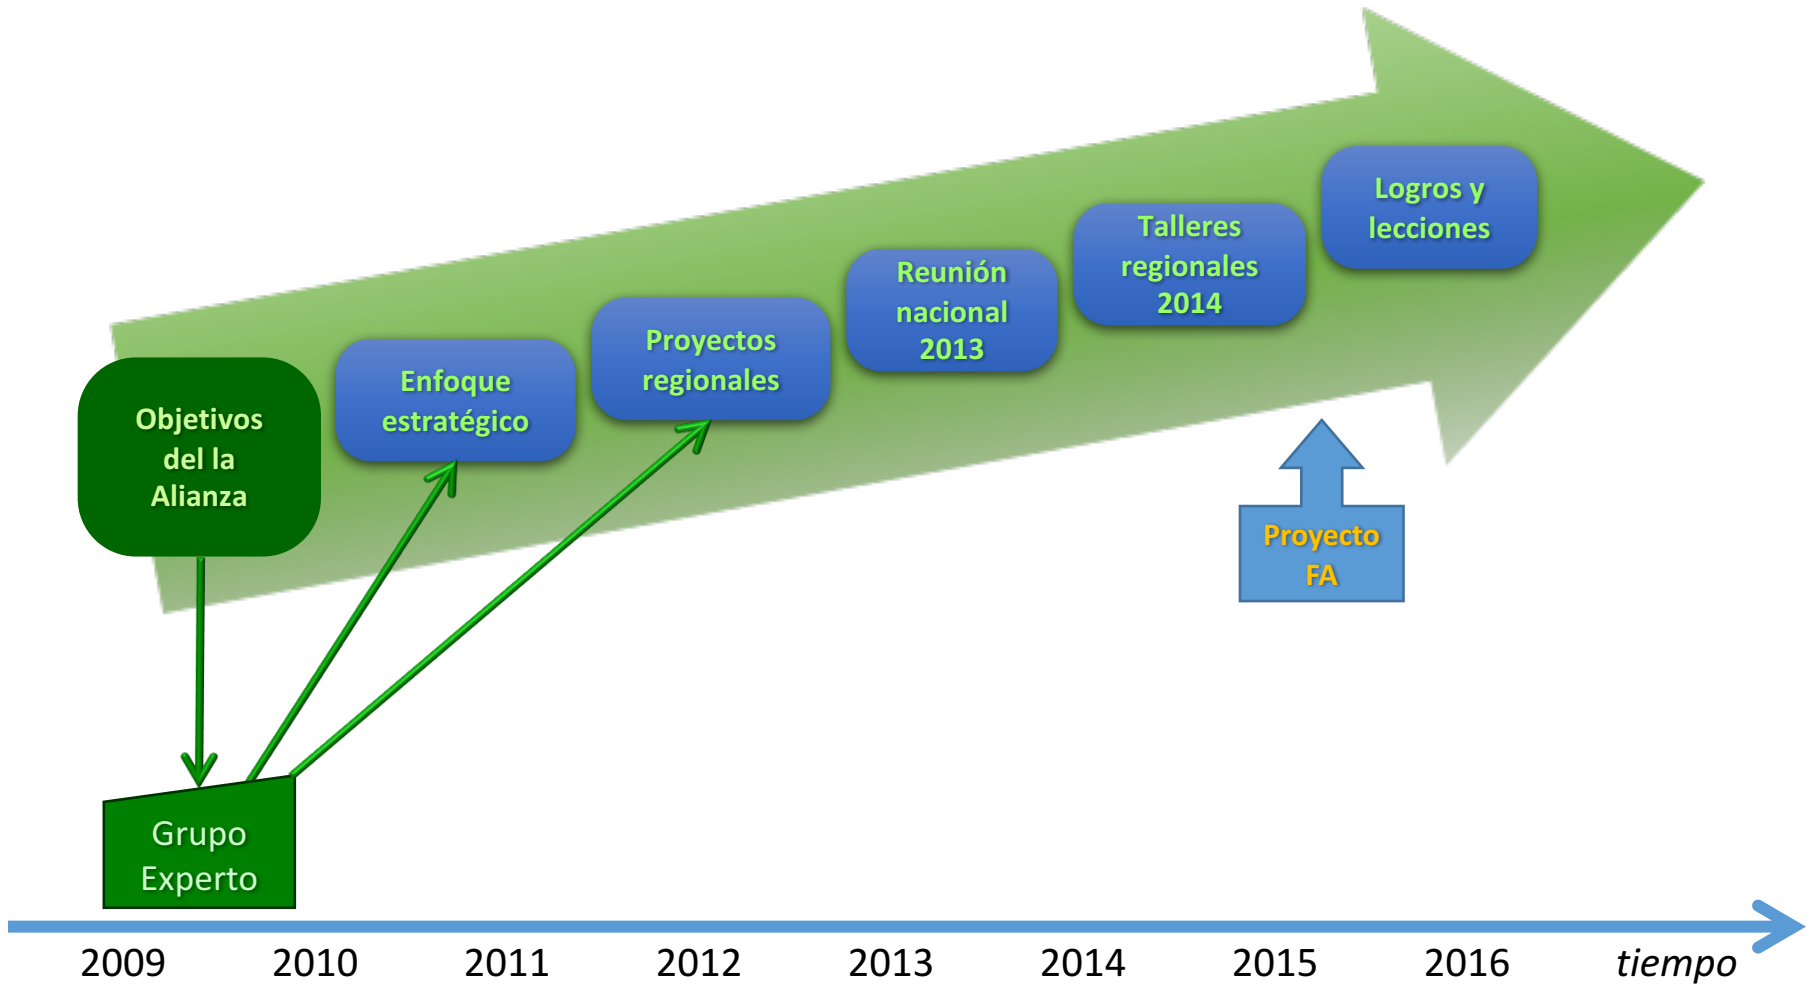 Objetivos
del la
Alianza
Enfoque
estratégico
Proyectos
regionales
Reunión
nacional
2013
Talleres
regionales
2014
Logros y
lecciones
Proyecto
FA
Grupo
Experto
2009 2010 2011 2012 2013 2014 2015 2016 tiempo